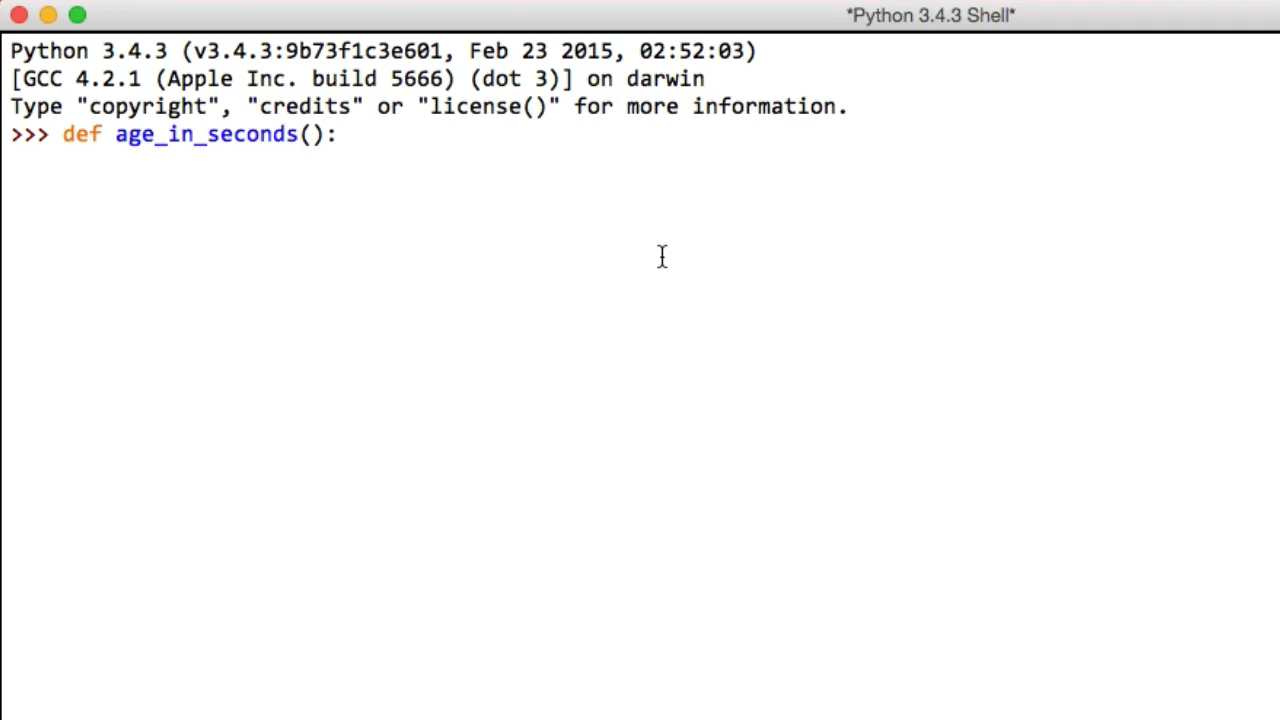 *Python 3.4.3 Shell*
Python 3.4.3 (v3.4.3:9b73f1c3e601, Feb 23 2015, 02:52:03)
[GCC 4.2.1 (Apple Inc. build 5666) (dot 3)] on darwin
Type "copyright", "credits" or "license()" for more information.
>>> def age_in_seconds():